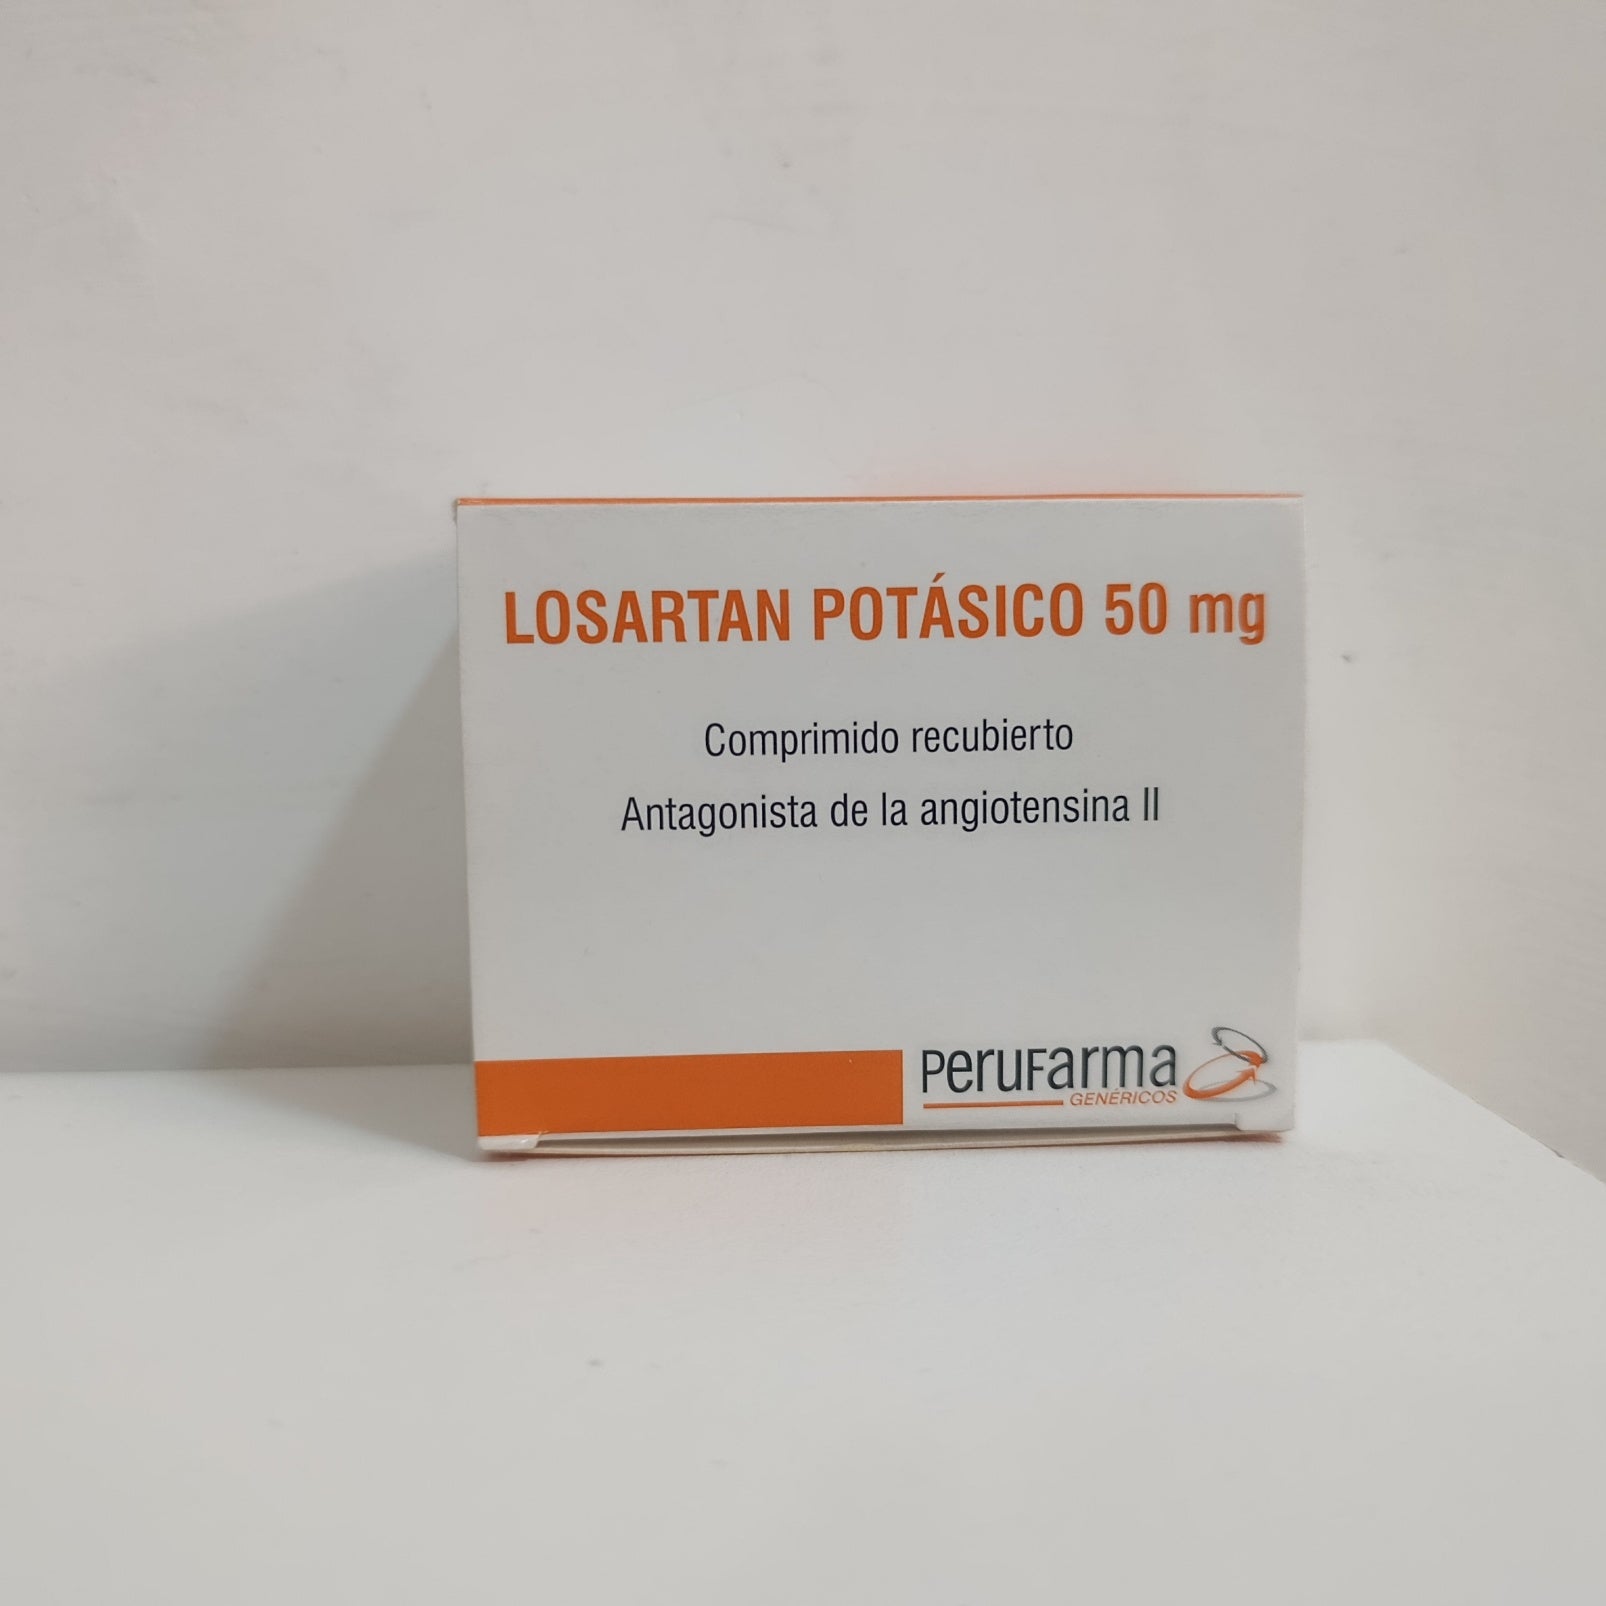 LOSARTAN POTÁSICO 50 mg
Comprimido recubierto
Antagonista de la angiotensina II
PeruFarma
GENÉRICOS